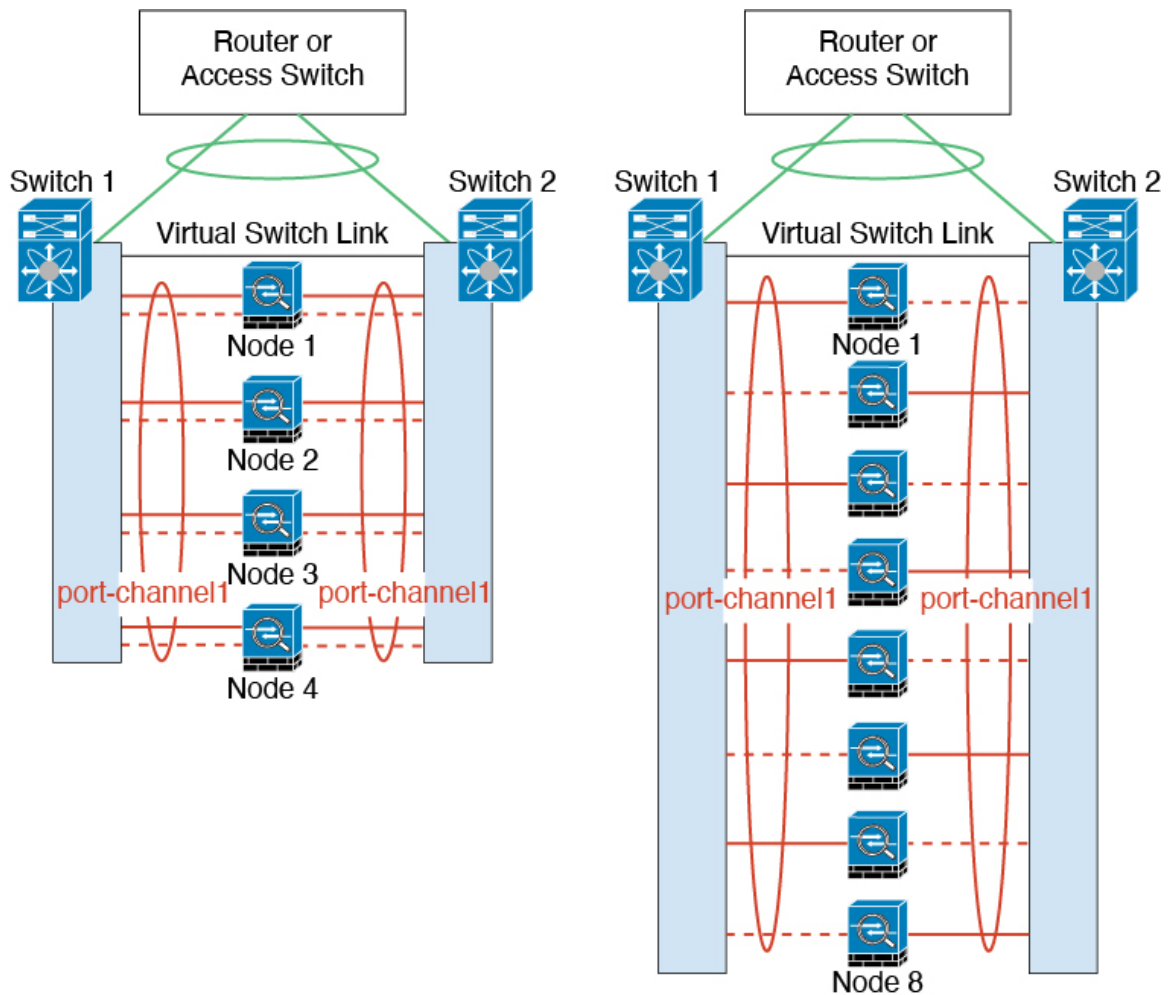 Router or
Access Switch
Switch 1
Switch 2
Virtual Switch Link
Node 1
Node 2
Node 3
port-channel1
port-channel1
Node 4
Router or
Access Switch
Switch 1
Switch 2
Virtual Switch Link
Node 1
port-channel1
port-channel1
Node 8